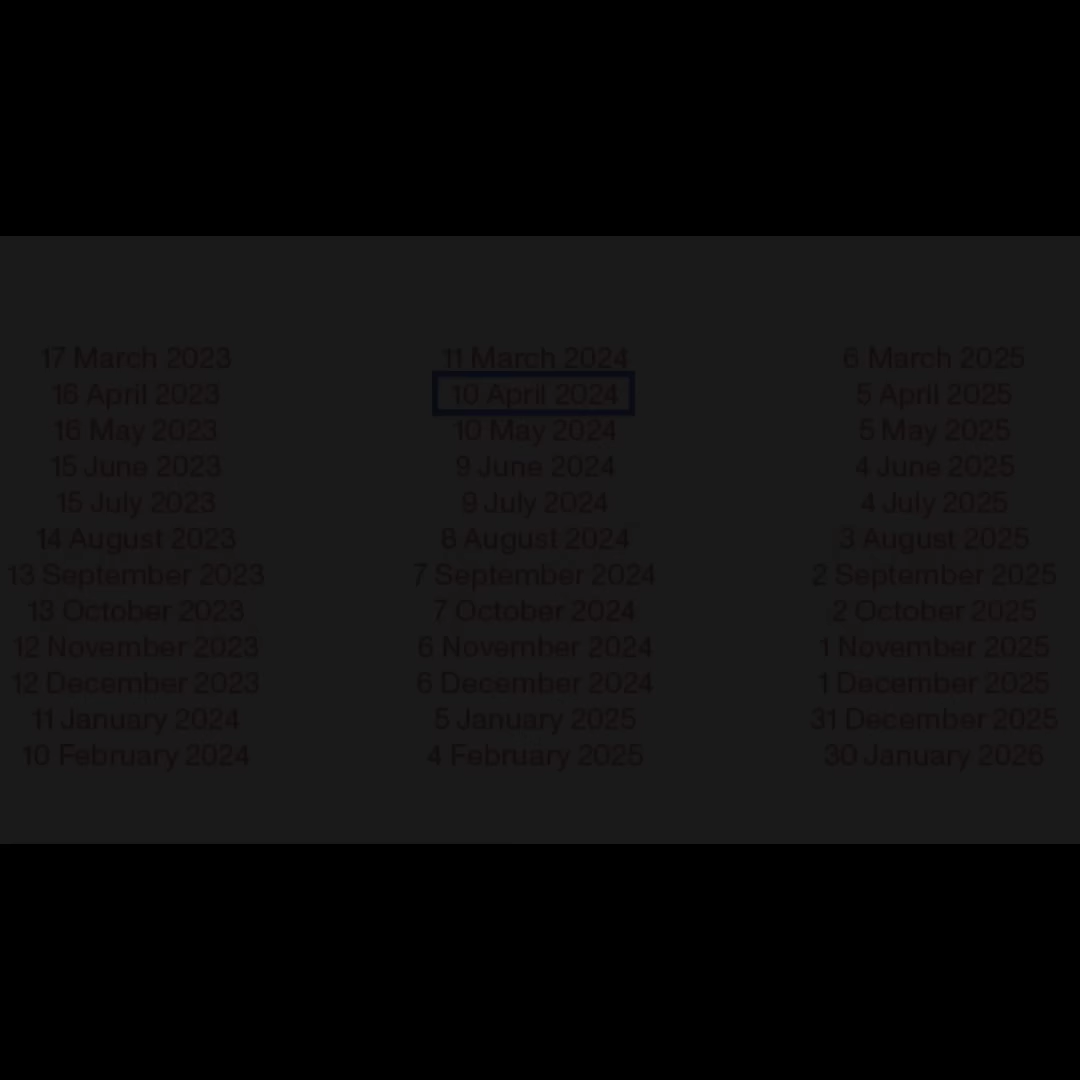 17 March 2023
16 April 2023
16 May 2023
15 June 2023
15 July 2023
14 August 2023
13 September 2023
13 October 2023
12 November 2023
12 December 2023
11 January 2024
10 February 2024
11 March 2024
10 April 2024
10 May 2024
9 June 2024
9 July 2024
8 August 2024
7 September 2024
7 October 2024
6 November 2024
6 December 2024
5 January 2025
4 February 2025
6 March 2025
5 April 2025
5 May 2025
4 June 2025
4 July 2025
3 August 2025
2 September 2025
2 October 2025
1 November 2025
1 December 2025
31 December 2025
30 January 2026